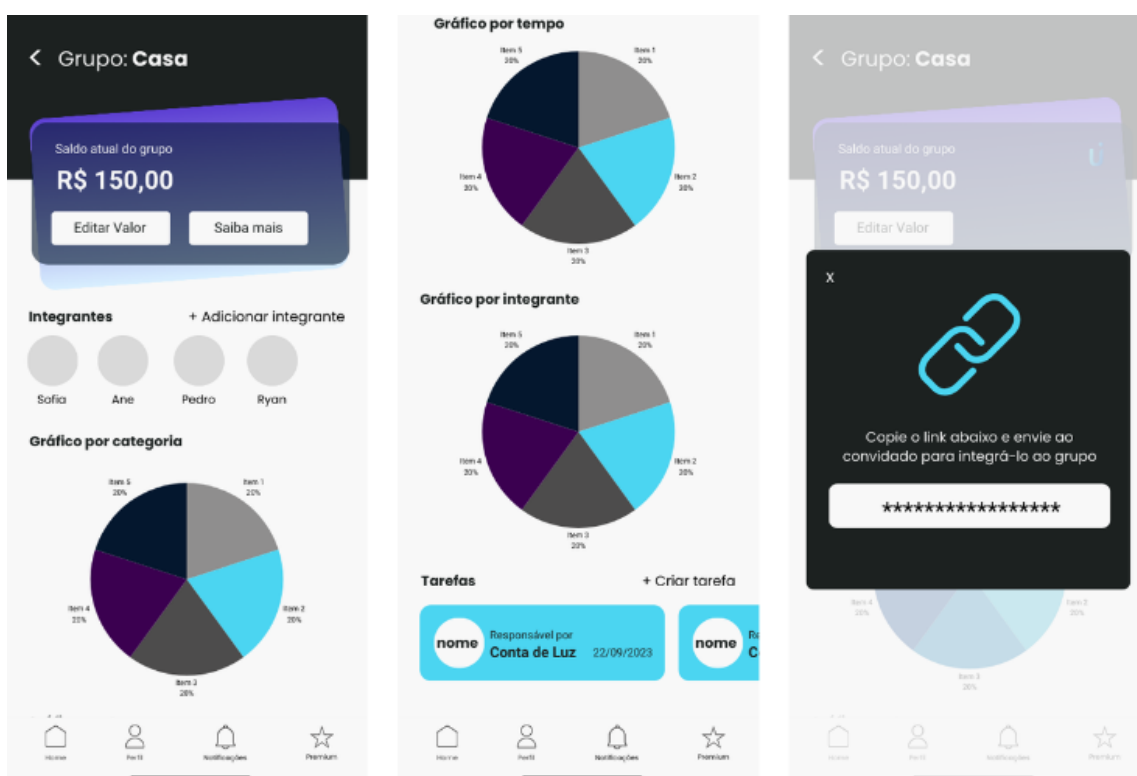 Grupo: Casa
Saldo atual do grupo
R$ 150,00
Editar Valor
Saiba mais
Integrantes
+ Adicionar integrante
Sofia
Ane
Pedro
Ryan
Gráfico por categoria
Item 5
20%
Item 1
20%
Item 4
20%
Item 2
20%
Item 3
20%
Home
Perfil
Notificações
Premium
Gráfico por tempo
Item 5
20%
Item 1
20%
Item 4
20%
Item 2
20%
Item 3
20%
Gráfico por integrante
Item 5
20%
Item 1
20%
Item 4
20%
Item 2
20%
Item 3
20%
Tarefas
+ Criar tarefa
nome
Responsável por
Conta de Luz
22/09/2023
nome
Re
C
Home
Perfil
Notificações
Premium
Grupo: Casa
Saldo atual do grupo
R$ 150,00
Editar Valor
x
Copie o link abaixo e envie ao
convidado para integrá-lo ao grupo
****************
Item 4
20%
Item 2
20%
Item 3
20%
Home
Perfil
Notificações
Premium